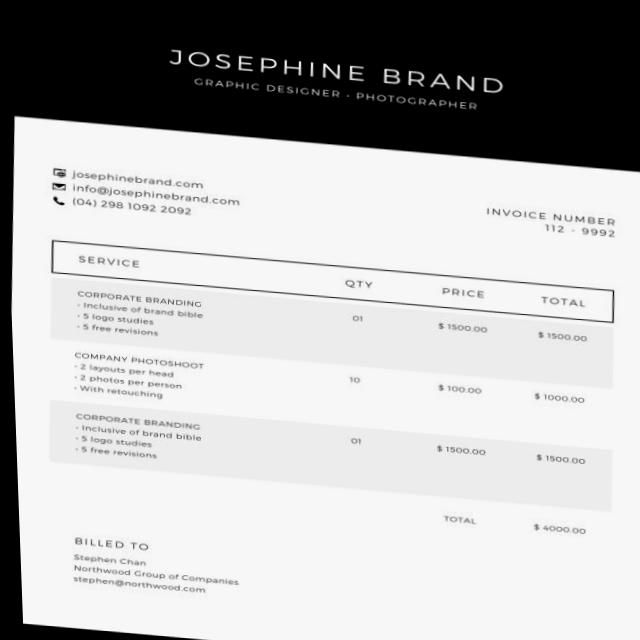 JOSEPHINE BRAND
GRAPHIC DESIGNER - PHOTOGRAPHER
josephinebrand.com
info@josephinebrand.com
(04) 298 1092 2092
INVOICE NUMBER
112 - 9992
SERVICE QTY PRICE TOTAL
CORPORATE BRANDING 01 $ 1500.00 $ 1500.00
- Inclusive of brand bible
- 5 logo studies
- 5 free revisions
COMPANY PHOTOSHOOT 10 $ 100.00 $ 1000.00
- 2 layouts per head
- 2 photos per person
- With retouching
CORPORATE BRANDING 01 $ 1500.00 $ 1500.00
- Inclusive of brand bible
- 5 logo studies
- 5 free revisions
TOTAL $ 4000.00
BILLED TO
Stephen Chan
Northwood Group of Companies
stephen@northwood.com